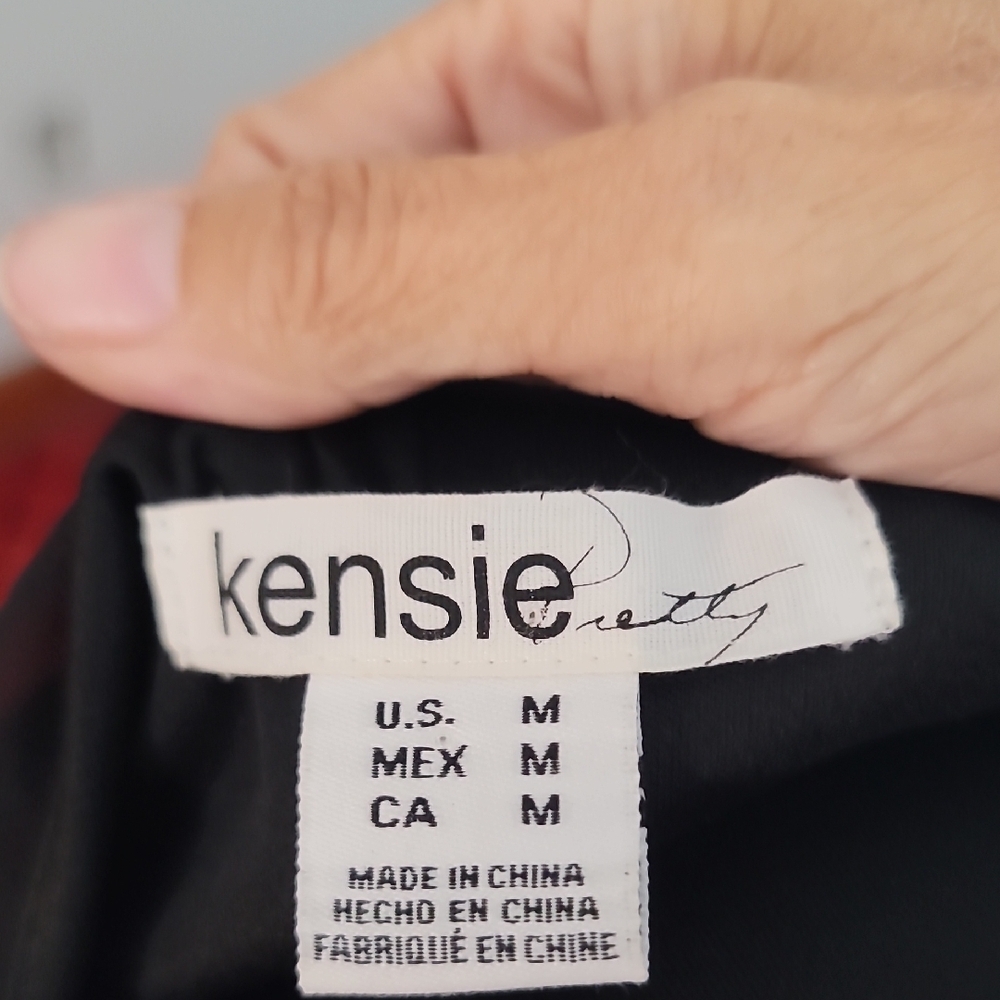 kensie Pretty
U.S. M
MEX M
CA M
MADE IN CHINA
HECHO EN CHINA
FABRIQUÉ EN CHINE